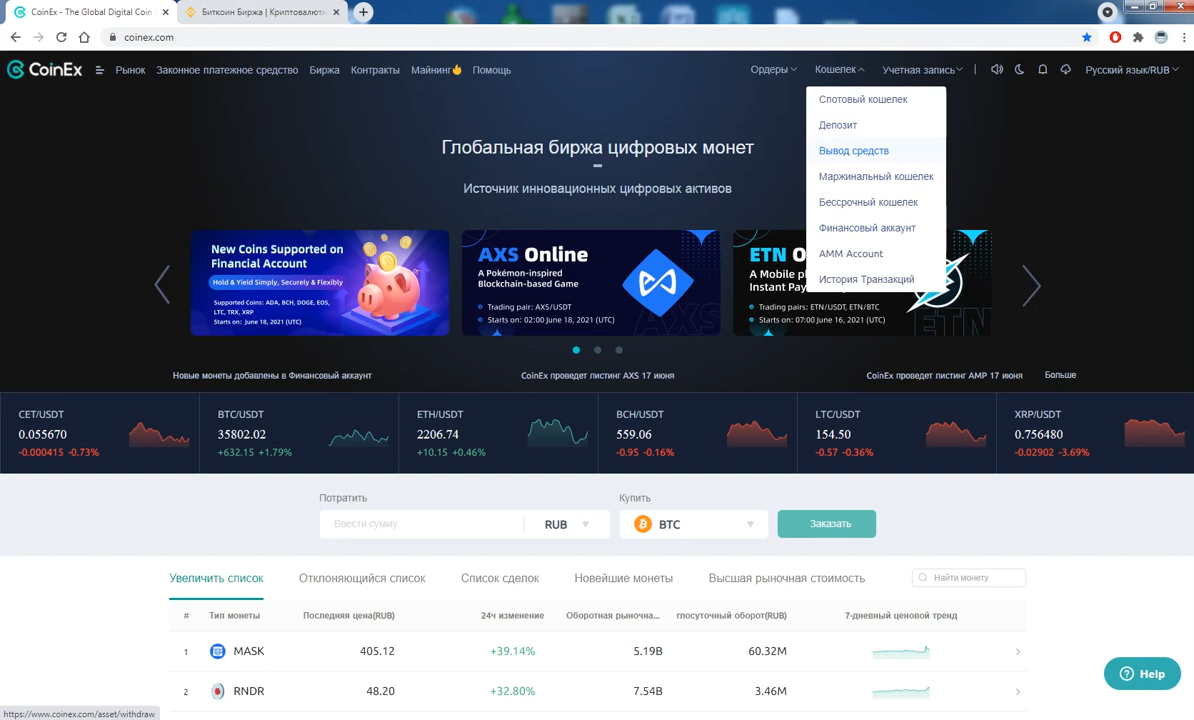 CoinEx - The Global Digital Coin
Биткоин Биржа | Криптовалют
coinex.com
CoinEx
Рынок
Законное платежное средство
Биржа
Контракты
Майнинг
Помощь
Ордеры
Кошелек
Учетная запись
Русский язык/RUB
Спотовый кошелек
Депозит
Вывод средств
Маржинальный кошелек
Бессрочный кошелек
Финансовый аккаунт
AMM Account
История Транзакций
Глобальная биржа цифровых монет
Источник инновационных цифровых активов
New Coins Supported on
Financial Account
Hold & Yield Simply, Securely & Flexibly
Supported Coins: ADA, BCH, DOGE, EOS,
LTC, TRX, XRP
Starts on: June 18, 2021 (UTC)
AXS Online
A Pokémon-inspired
Blockchain-based Game
Trading pair: AXS/USDT
Starts on: 02:00 June 18, 2021 (UTC)
AXS
ETN O
A Mobile p
Instant Pay
Trading pairs: ETN/USDT, ETN/BTC
Starts on: 07:00 June 16, 2021 (UTC)
ETN
Новые монеты добавлены в Финансовый аккаунт
CoinEx проведет листинг AXS 17 июня
CoinEx проведет листинг AMP 17 июня
Больше
CET/USDT
0.055670
-0.000415 -0.73%
BTC/USDT
35802.02
+632.15 +1.79%
ETH/USDT
2206.74
+10.15 +0.46%
BCH/USDT
559.06
-0.95 -0.16%
LTC/USDT
154.50
-0.57 -0.36%
XRP/USDT
0.756480
-0.02902 -3.69%
Потратить
Купить
Ввести сумму
RUB
BTC
Заказать
Увеличить список
Отклоняющийся список
Список сделок
Новейшие монеты
Высшая рыночная стоимость
Найти монету
# Тип монеты Последняя цена(RUB) 24ч изменение Оборотная рыночна... глосуточный оборот(RUB) 7-дневный ценовой тренд
1 MASK 405.12 +39.14% 5.19B 60.32M
2 RNDR 48.20 +32.80% 7.54B 3.46M
Help
https://www.coinex.com/asset/withdraw